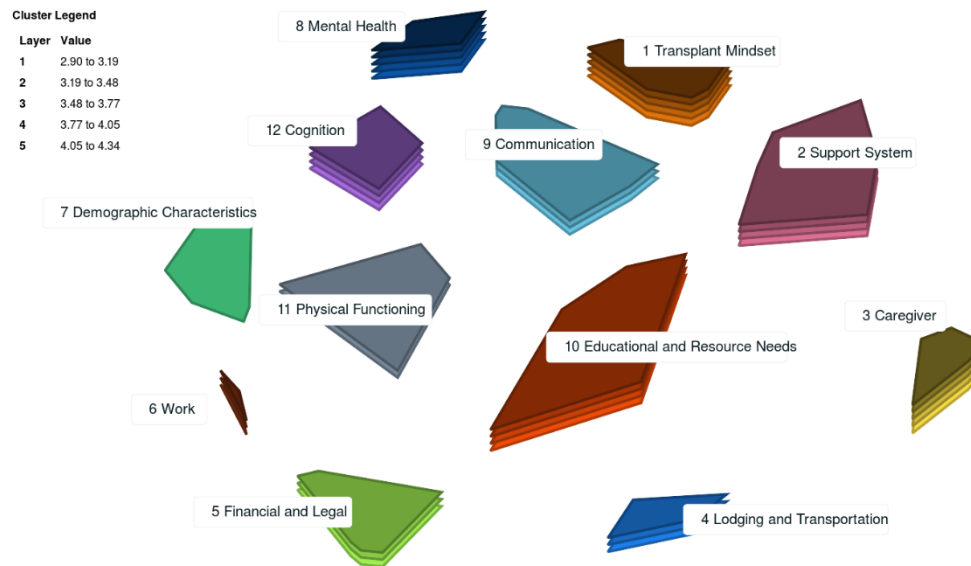 Cluster Legend
Layer Value
1 2.90 to 3.19
2 3.19 to 3.48
3 3.48 to 3.77
4 3.77 to 4.05
5 4.05 to 4.34
8 Mental Health
1 Transplant Mindset
12 Cognition
9 Communication
2 Support System
7 Demographic Characteristics
11 Physical Functioning
3 Caregiver
10 Educational and Resource Needs
6 Work
5 Financial and Legal
4 Lodging and Transportation